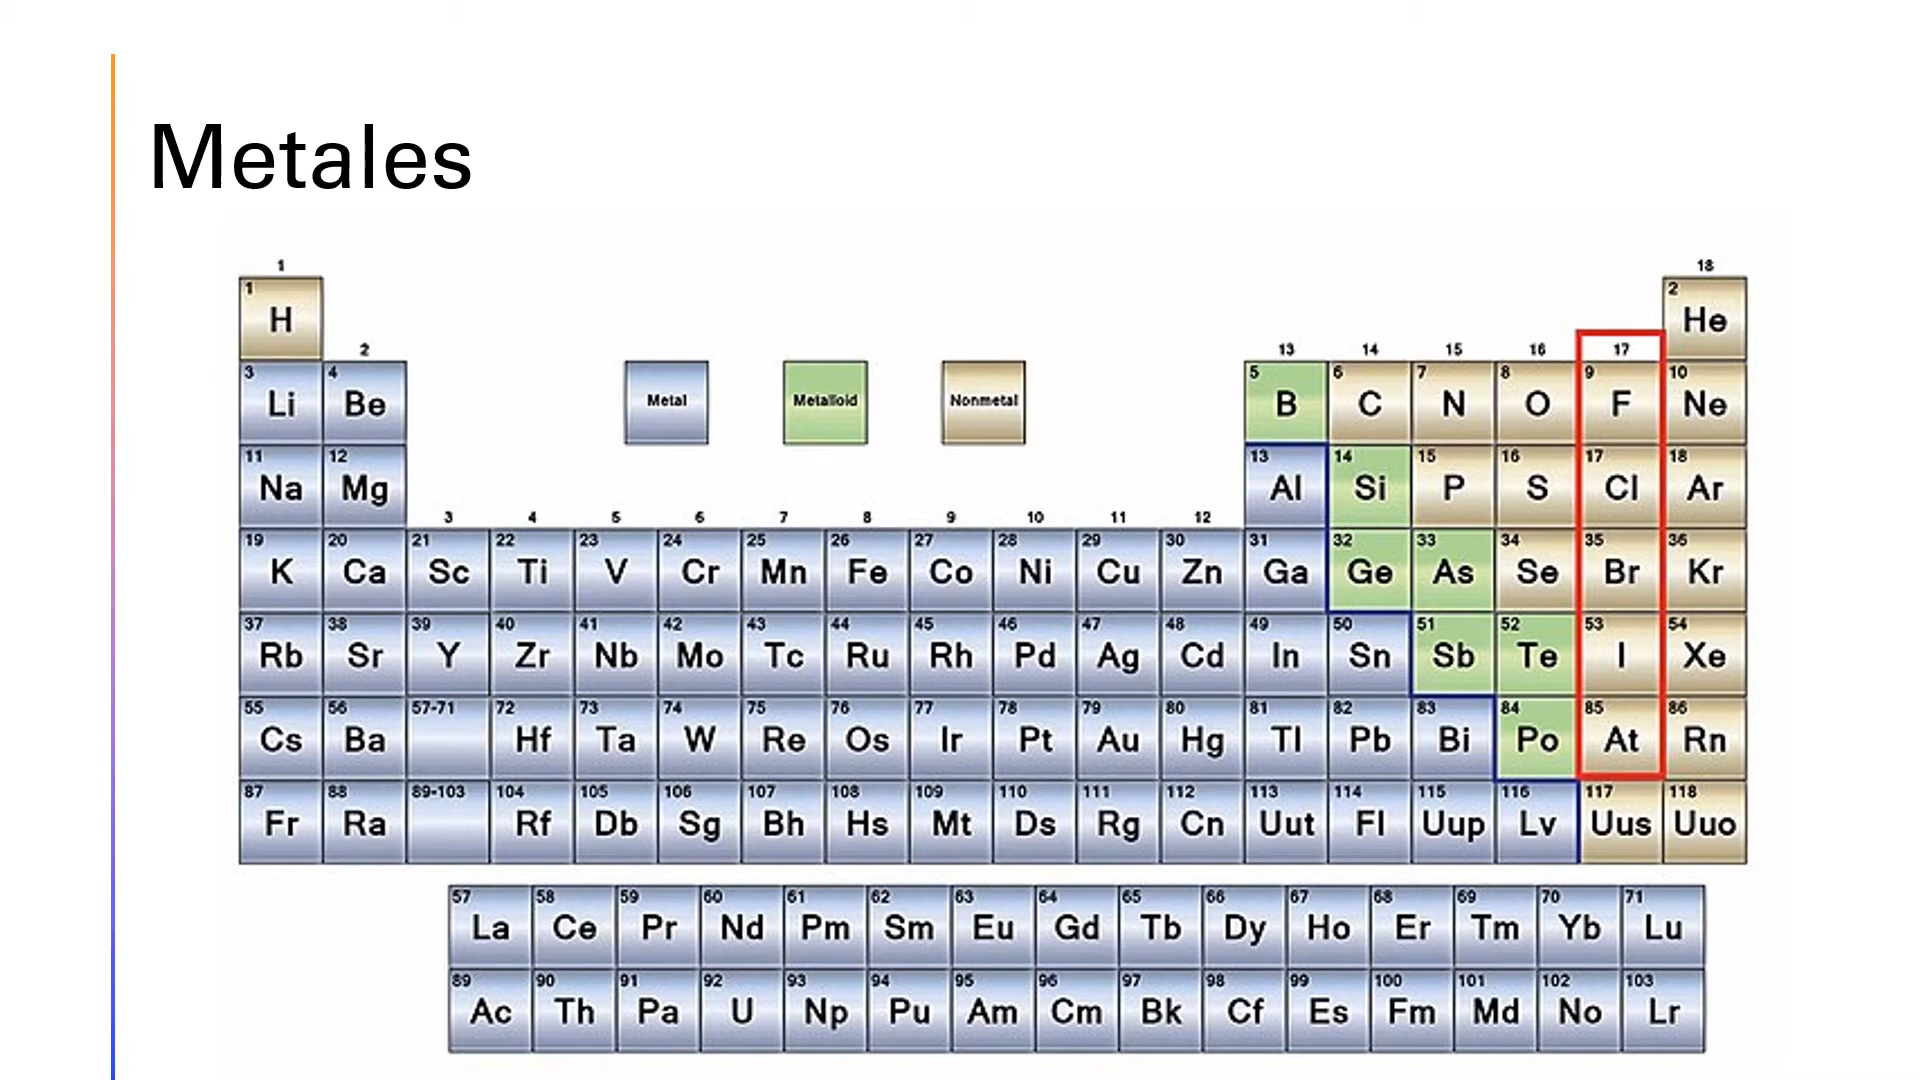 Metales
1 18
1 H 2 He
2 13 14 15 16 17
3 Li 4 Be Metal Metalloid Nonmetal 5 B 6 C 7 N 8 O 9 F 10 Ne
11 Na 12 Mg 13 Al 14 Si 15 P 16 S 17 Cl 18 Ar
3 4 5 6 7 8 9 10 11 12
19 K 20 Ca 21 Sc 22 Ti 23 V 24 Cr 25 Mn 26 Fe 27 Co 28 Ni 29 Cu 30 Zn 31 Ga 32 Ge 33 As 34 Se 35 Br 36 Kr
37 Rb 38 Sr 39 Y 40 Zr 41 Nb 42 Mo 43 Tc 44 Ru 45 Rh 46 Pd 47 Ag 48 Cd 49 In 50 Sn 51 Sb 52 Te 53 I 54 Xe
55 Cs 56 Ba 57-71 72 Hf 73 Ta 74 W 75 Re 76 Os 77 Ir 78 Pt 79 Au 80 Hg 81 Tl 82 Pb 83 Bi 84 Po 85 At 86 Rn
87 Fr 88 Ra 89-103 104 Rf 105 Db 106 Sg 107 Bh 108 Hs 109 Mt 110 Ds 111 Rg 112 Cn 113 Uut 114 Fl 115 Uup 116 Lv 117 Uus 118 Uuo
57 La 58 Ce 59 Pr 60 Nd 61 Pm 62 Sm 63 Eu 64 Gd 65 Tb 66 Dy 67 Ho 68 Er 69 Tm 70 Yb 71 Lu
89 Ac 90 Th 91 Pa 92 U 93 Np 94 Pu 95 Am 96 Cm 97 Bk 98 Cf 99 Es 100 Fm 101 Md 102 No 103 Lr